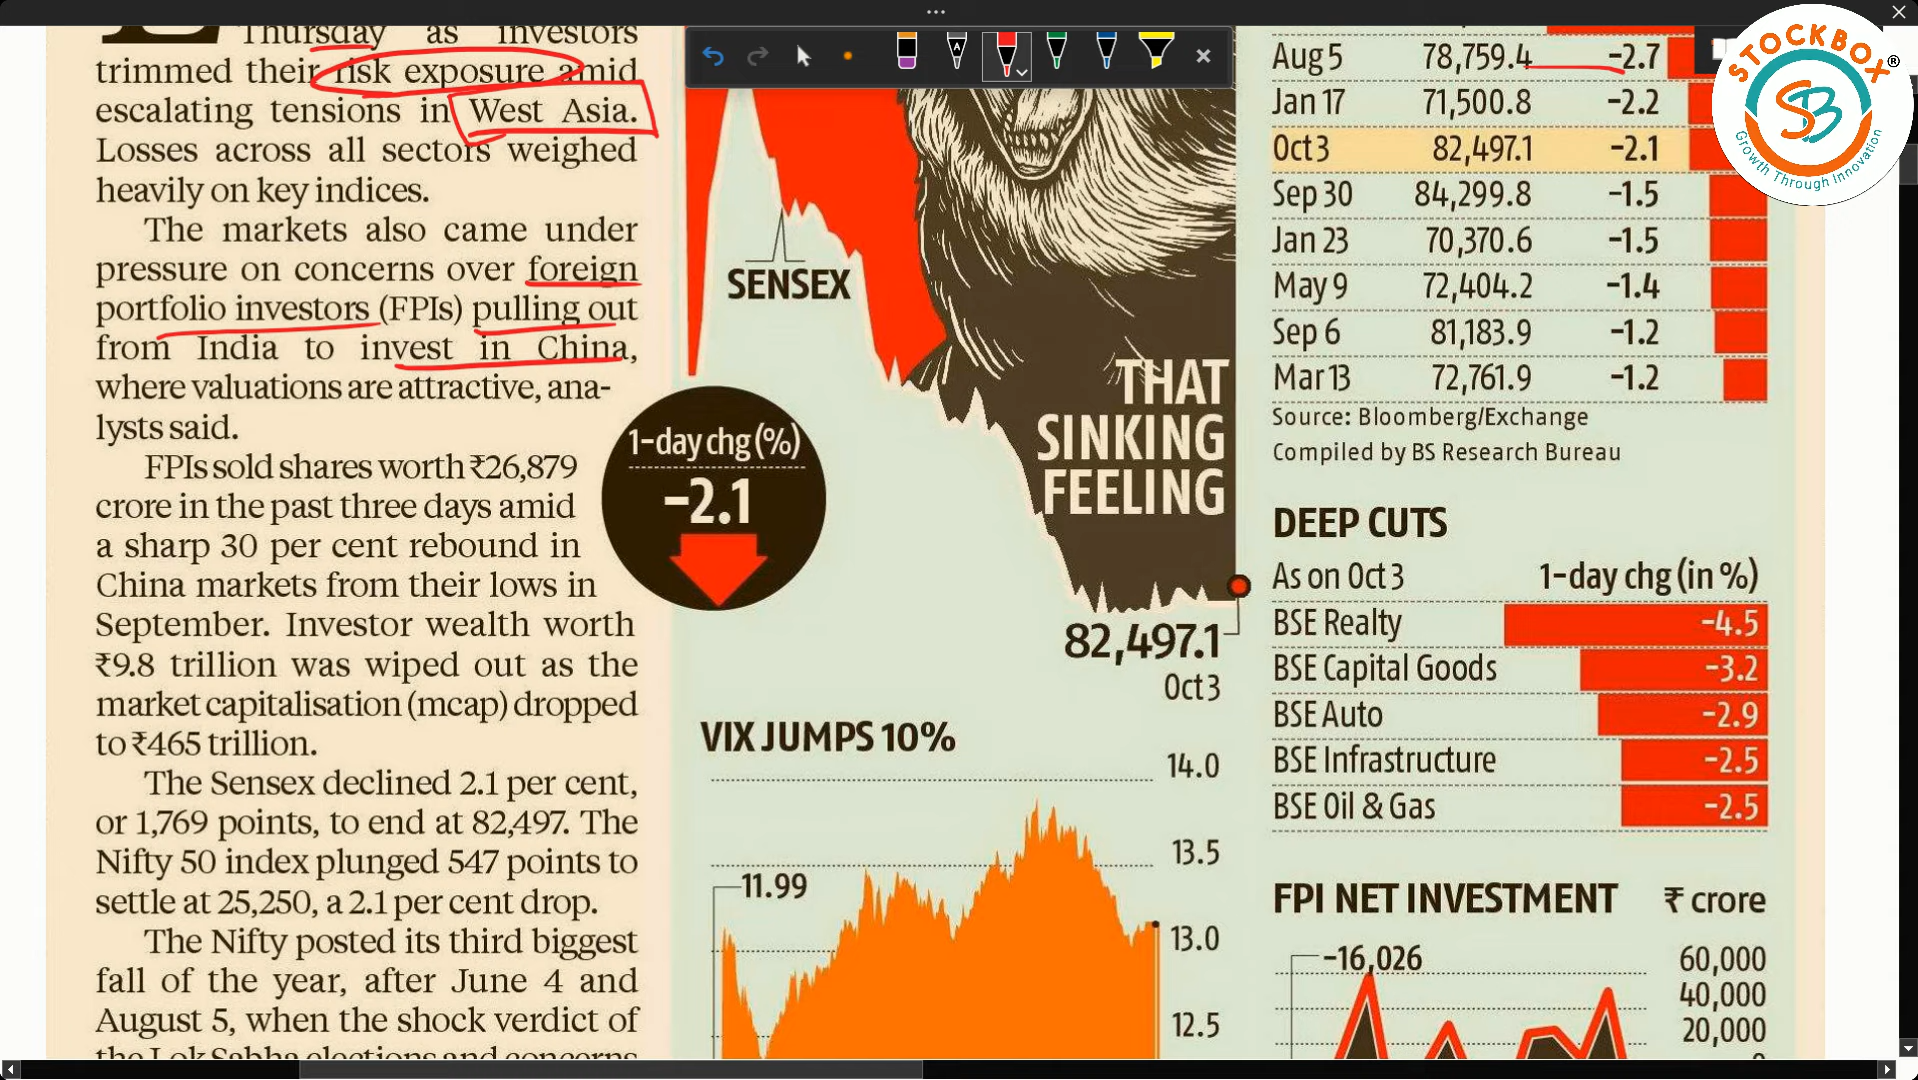 Thursday as investors
trimmed their risk exposure amid
escalating tensions in West Asia.
Losses across all sectors weighed
heavily on key indices.
The markets also came under
pressure on concerns over foreign
portfolio investors (FPIs) pulling out
from India to invest in China,
where valuations are attractive, ana-
lysts said.
FPIs sold shares worth ₹26,879
crore in the past three days amid
a sharp 30 per cent rebound in
China markets from their lows in
September. Investor wealth worth
₹9.8 trillion was wiped out as the
market capitalisation (mcap) dropped
to ₹465 trillion.
The Sensex declined 2.1 per cent,
or 1,769 points, to end at 82,497. The
Nifty 50 index plunged 547 points to
settle at 25,250, a 2.1 per cent drop.
The Nifty posted its third biggest
fall of the year, after June 4 and
August 5, when the shock verdict of
the Lok Sabha elections and concerns
SENSEX
THAT
SINKING
FEELING
1-day chg (%)
-2.1
82,497.1
Oct 3
VIX JUMPS 10%
14.0
13.5
11.99
13.0
12.5
Aug 5 78,759.4 -2.7
Jan 17 71,500.8 -2.2
Oct 3 82,497.1 -2.1
Sep 30 84,299.8 -1.5
Jan 23 70,370.6 -1.5
May 9 72,404.2 -1.4
Sep 6 81,183.9 -1.2
Mar 13 72,761.9 -1.2
Source: Bloomberg/Exchange
Compiled by BS Research Bureau
DEEP CUTS
As on Oct 3 1-day chg (in %)
BSE Realty -4.5
BSE Capital Goods -3.2
BSE Auto -2.9
BSE Infrastructure -2.5
BSE Oil & Gas -2.5
FPI NET INVESTMENT ₹ crore
-16,026
60,000
40,000
20,000
0
STOCKBOX®
SB
Growth Through Innovation